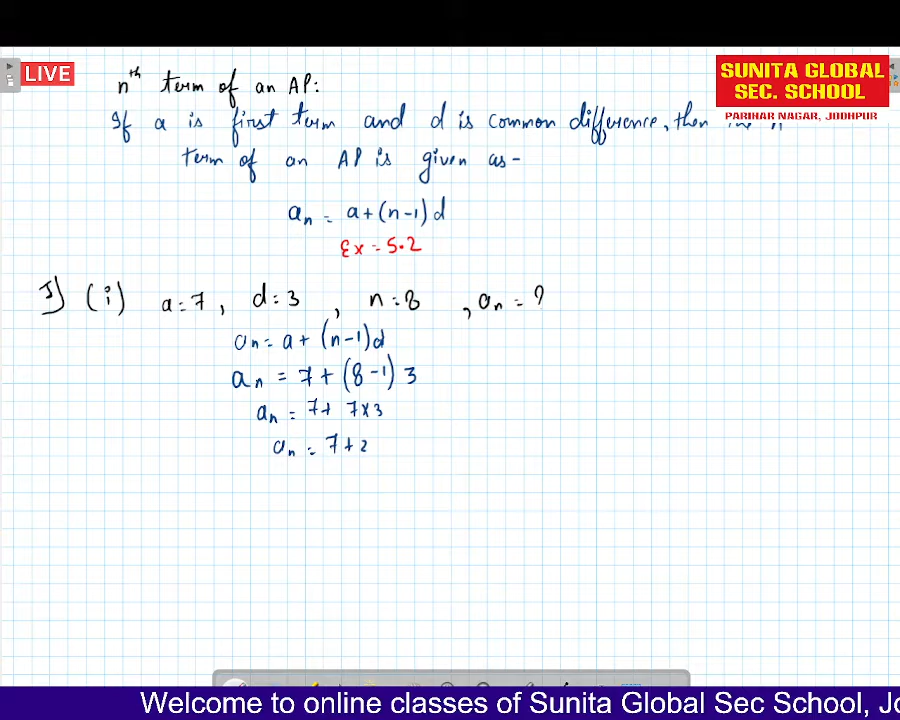 LIVE
SUNITA GLOBAL
SEC. SCHOOL
PARIHAR NAGAR, JODHPUR
nth term of an AP:
If a is first term and d is common difference, then
term of an AP is given as-
an = a+(n-1)d
Ex = 5.2
(i) a=7, d=3, n=8, an = ?
an = a + (n-1)d
an = 7 + (8-1) 3
an = 7+ 7×3
an = 7+2
Welcome to online classes of Sunita Global Sec School, Jo